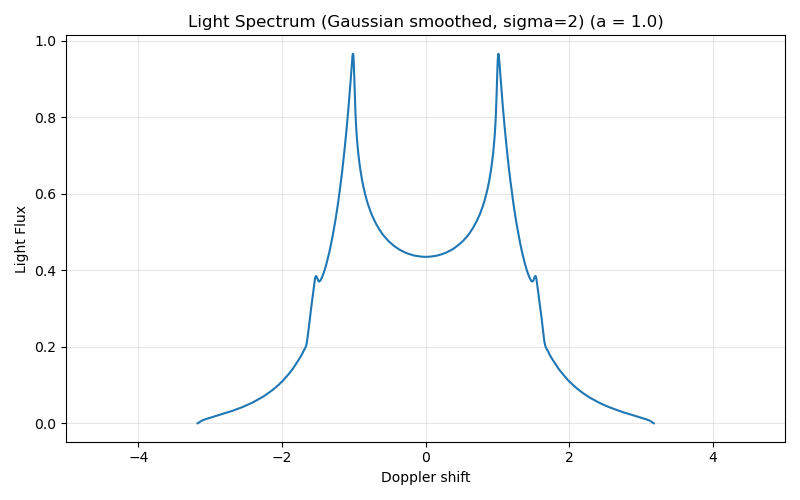 Light Spectrum (Gaussian smoothed, sigma=2) (a = 1.0)
1.0
0.8
0.6
0.4
0.2
0.0
Light Flux
−4 −2 0 2 4
Doppler shift